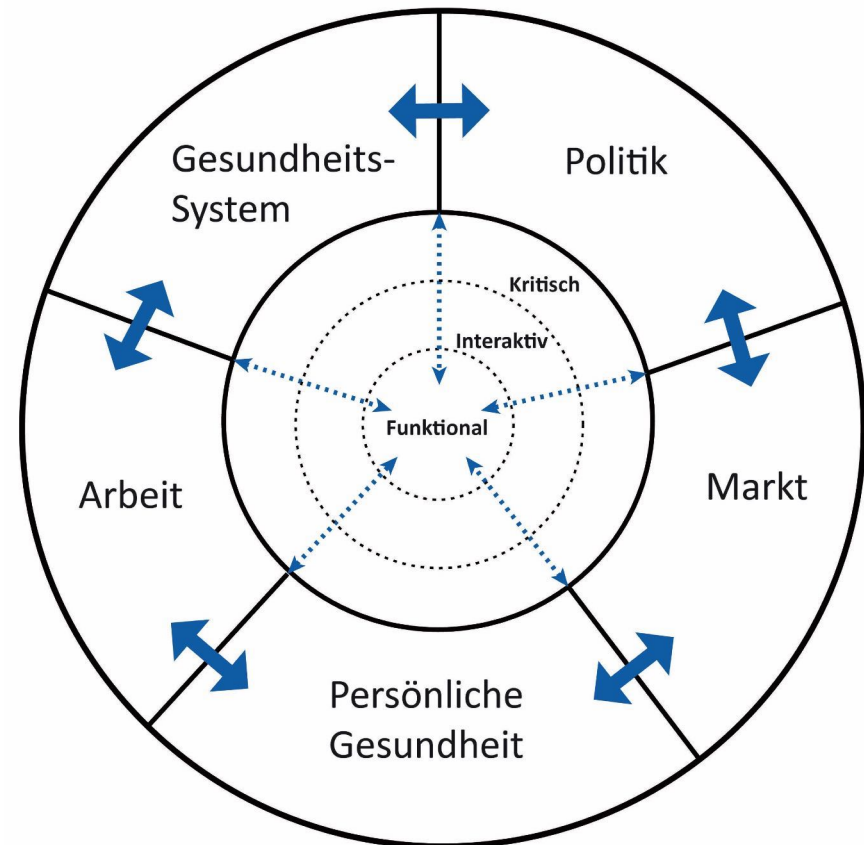 Gesundheits-
System
Politik
Kritisch
Interaktiv
Funktional
Arbeit
Markt
Persönliche
Gesundheit